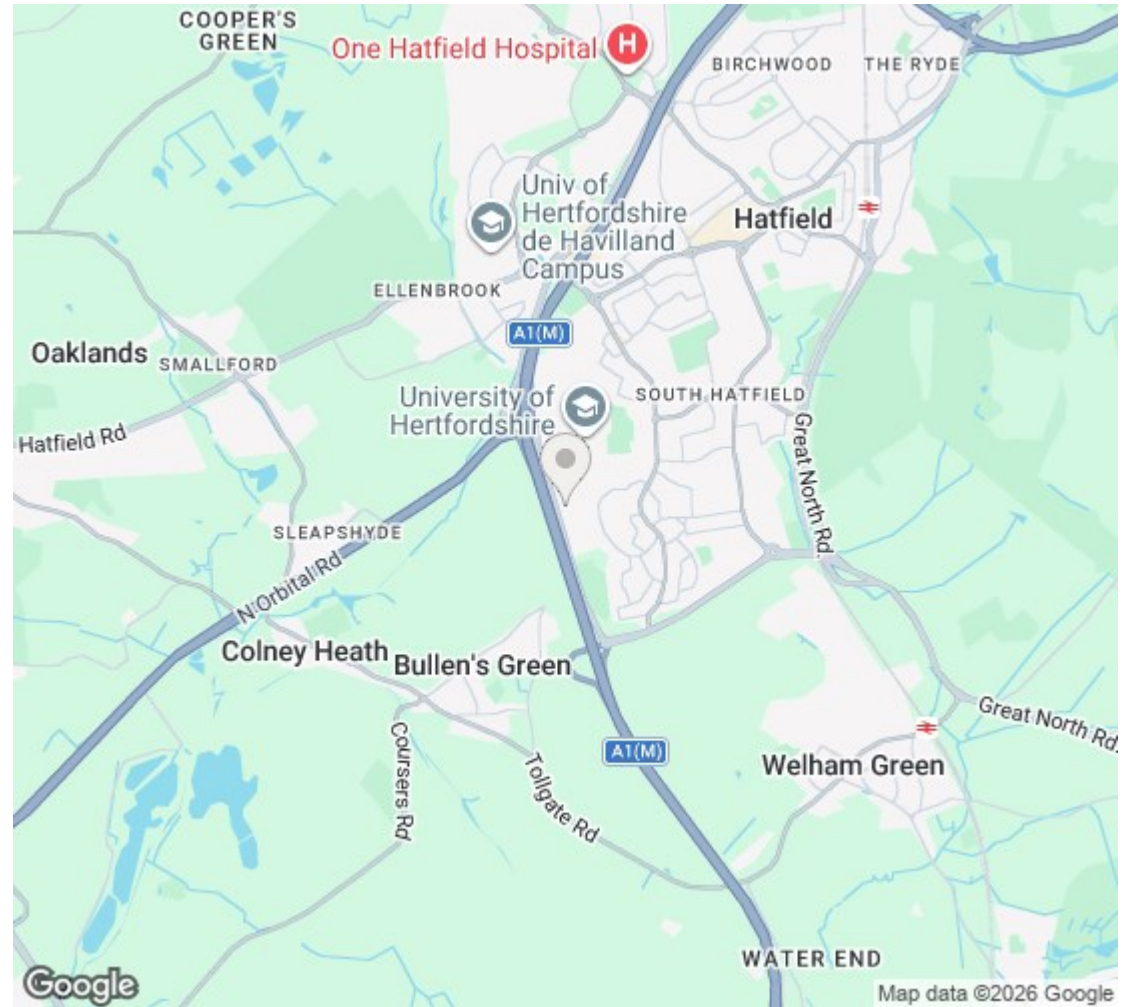 COOPER'S
GREEN
One Hatfield Hospital
H
BIRCHWOOD
THE RYDE
Univ of
Hertfordshire
de Havilland
Campus
Hatfield
ELLENBROOK
A1(M)
Oaklands
SMALLFORD
University of
Hertfordshire
SOUTH HATFIELD
Hatfield Rd
Great North Rd.
SLEAPSHYDE
N Orbital Rd
Colney Heath
Bullen's Green
Great North Rd.
A1(M)
Coursers Rd
Tollgate Rd
Welham Green
WATER END
Google
Map data ©2026 Google